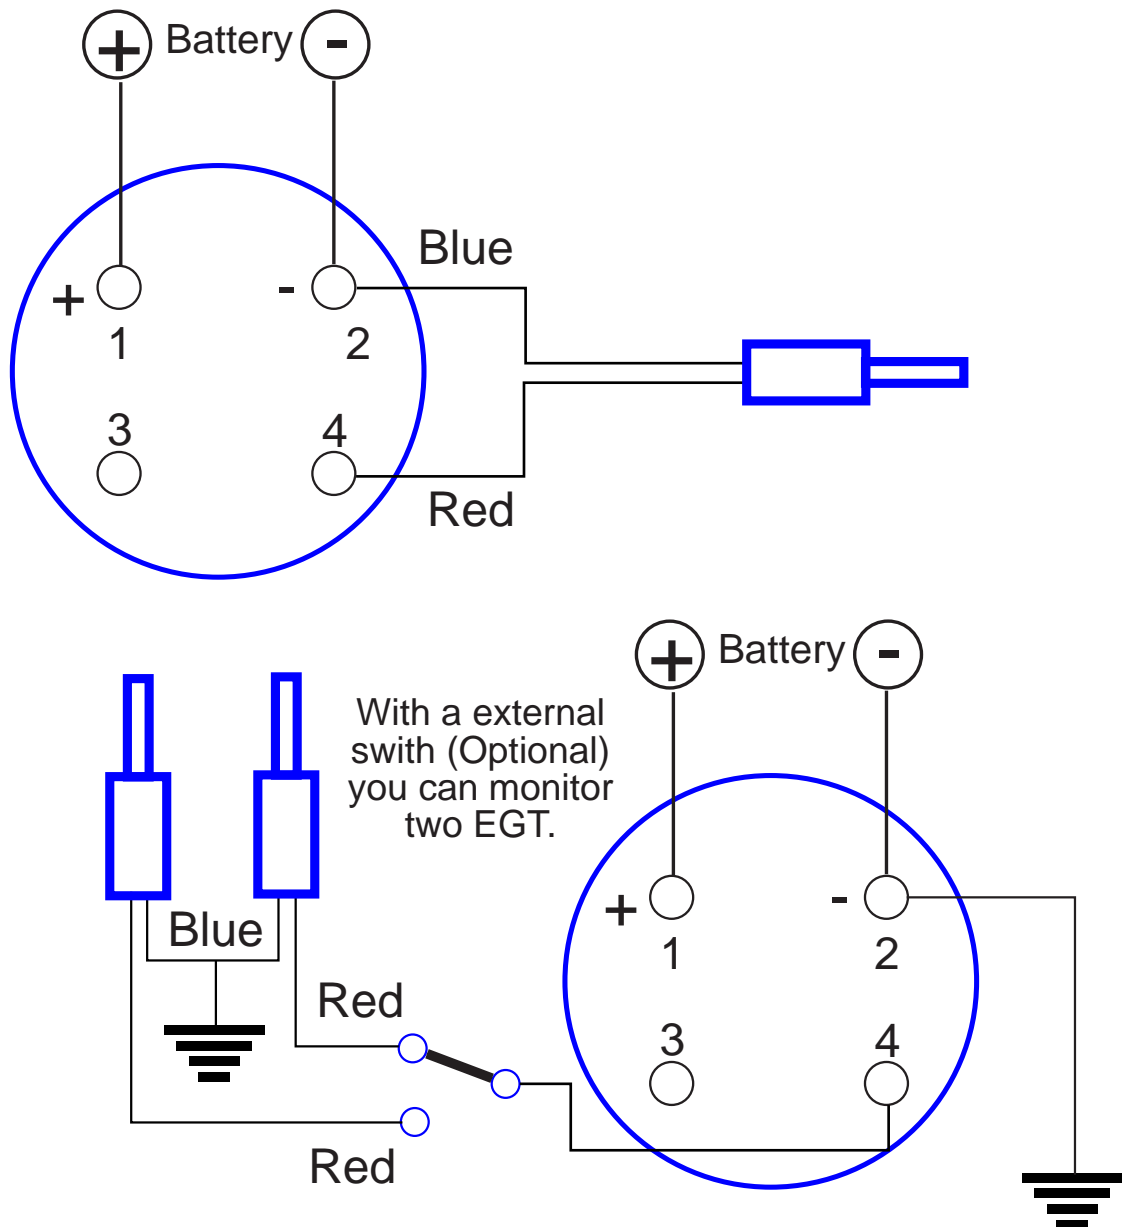 + Battery -
Blue
+ -
1 2
3 4
Red
+ Battery -
With a external
swith (Optional)
you can monitor
two EGT.
+ -
Blue
1 2
Red
3 4
Red